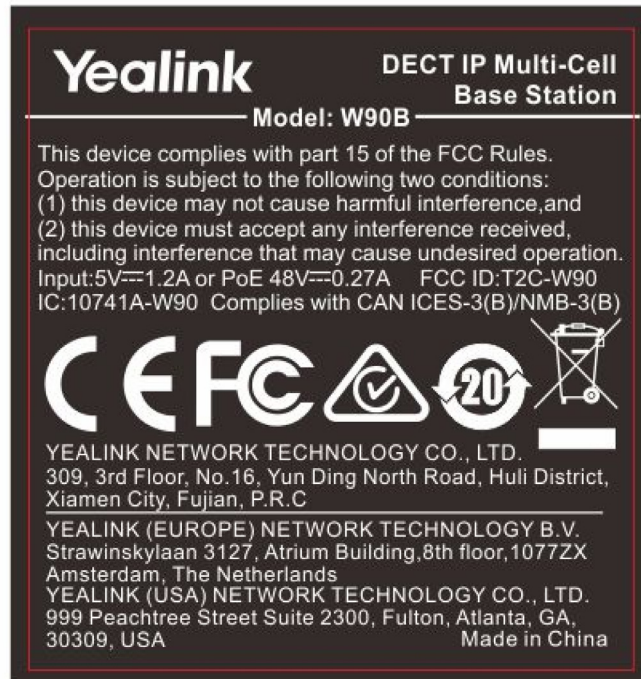 Yealink
DECT IP Multi-Cell
Base Station
Model: W90B
This device complies with part 15 of the FCC Rules.
Operation is subject to the following two conditions:
(1) this device may not cause harmful interference,and
(2) this device must accept any interference received,
including interference that may cause undesired operation.
Input:5V⎓1.2A or PoE 48V⎓0.27A FCC ID:T2C-W90
IC:10741A-W90 Complies with CAN ICES-3(B)/NMB-3(B)
CE FC 20
YEALINK NETWORK TECHNOLOGY CO., LTD.
309, 3rd Floor, No.16, Yun Ding North Road, Huli District,
Xiamen City, Fujian, P.R.C
YEALINK (EUROPE) NETWORK TECHNOLOGY B.V.
Strawinskylaan 3127, Atrium Building,8th floor,1077ZX
Amsterdam, The Netherlands
YEALINK (USA) NETWORK TECHNOLOGY CO., LTD.
999 Peachtree Street Suite 2300, Fulton, Atlanta, GA,
30309, USA Made in China